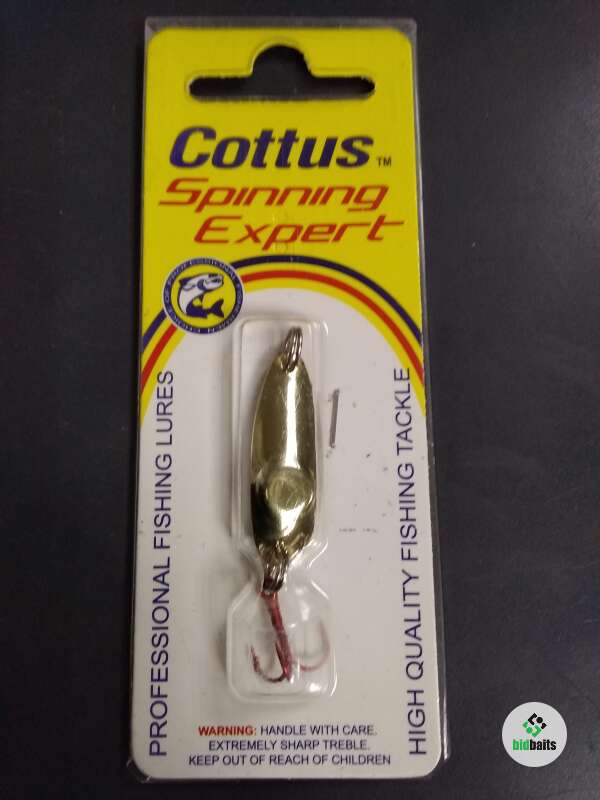 Cottus™
Spinning
Expert
PROFESSIONAL FISHING LURES
HIGH QUALITY FISHING TACKLE
WARNING: HANDLE WITH CARE.
EXTREMELY SHARP TREBLE.
KEEP OUT OF REACH OF CHILDREN
bidbaits